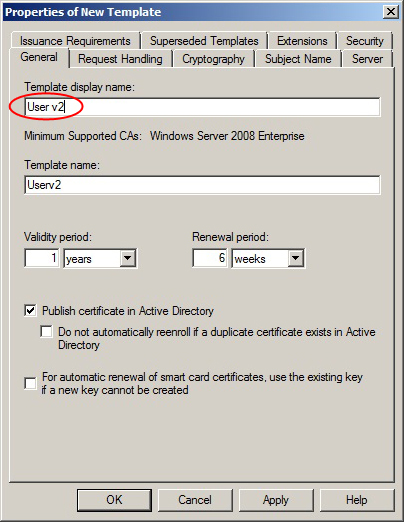 Properties of New Template
Issuance Requirements Superseded Templates Extensions Security
General Request Handling Cryptography Subject Name Server
Template display name:
User v2
Minimum Supported CAs: Windows Server 2008 Enterprise
Template name:
Userv2
Validity period: Renewal period:
1 years 6 weeks
Publish certificate in Active Directory
Do not automatically reenroll if a duplicate certificate exists in Active
Directory
For automatic renewal of smart card certificates, use the existing key
if a new key cannot be created
OK Cancel Apply Help